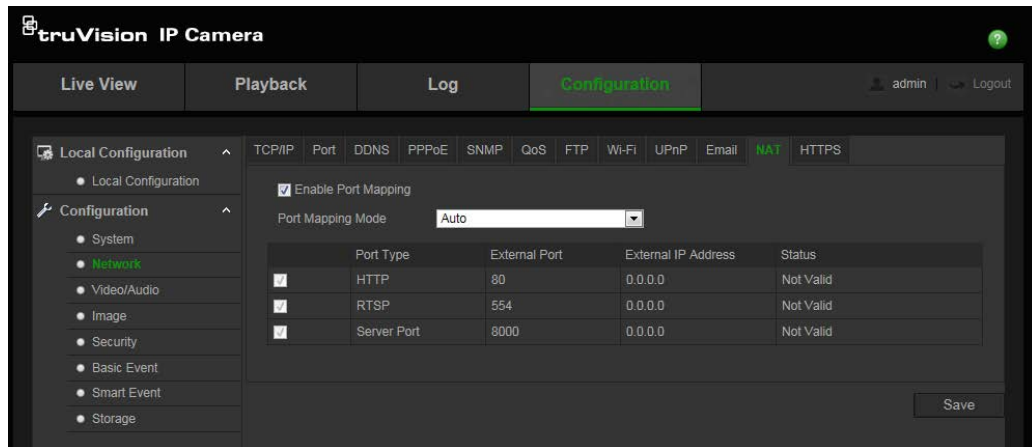 truVision IP Camera
?
Live View Playback Log Configuration admin | Logout
Local Configuration
Local Configuration
Configuration
System
Network
Video/Audio
Image
Security
Basic Event
Smart Event
Storage
TCP/IP Port DDNS PPPoE SNMP QoS FTP Wi-Fi UPnP Email NAT HTTPS
Enable Port Mapping
Port Mapping Mode Auto
Port Type External Port External IP Address Status
HTTP 80 0.0.0.0 Not Valid
RTSP 554 0.0.0.0 Not Valid
Server Port 8000 0.0.0.0 Not Valid
Save